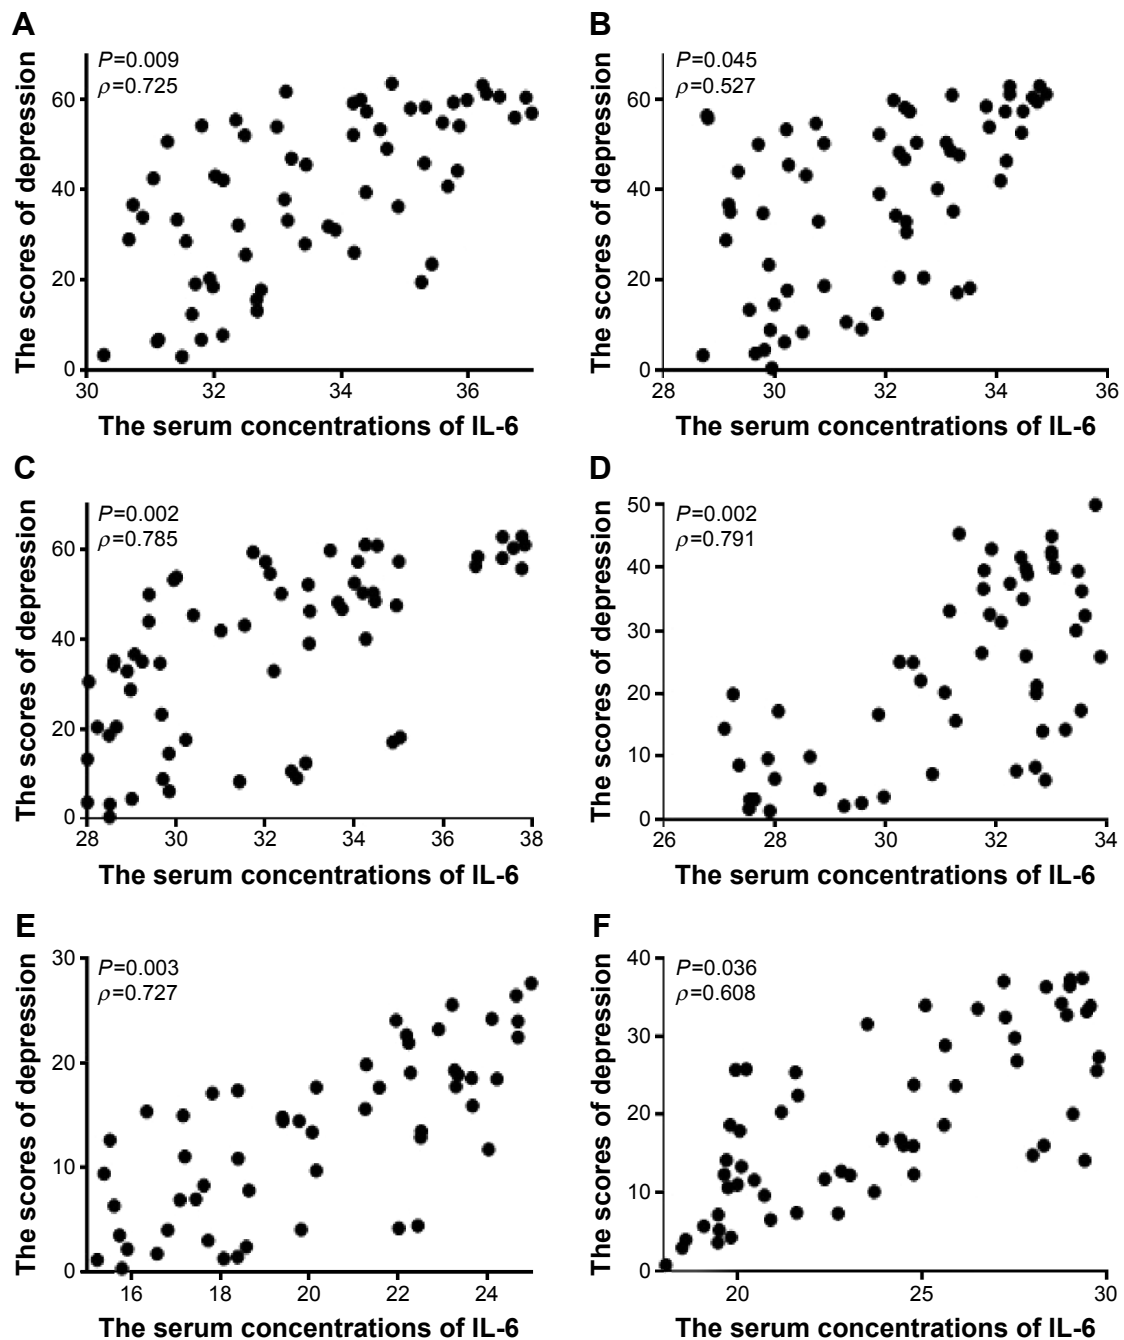 A
P=0.009
ρ=0.725
The scores of depression
60
40
20
0
30
32
34
36
The serum concentrations of IL-6
B
P=0.045
ρ=0.527
The scores of depression
60
40
20
0
28
30
32
34
36
The serum concentrations of IL-6
C
P=0.002
ρ=0.785
The scores of depression
60
40
20
0
28
30
32
34
36
38
The serum concentrations of IL-6
D
P=0.002
ρ=0.791
The scores of depression
50
40
30
20
10
0
26
28
30
32
34
The serum concentrations of IL-6
E
P=0.003
ρ=0.727
The scores of depression
30
20
10
0
16
18
20
22
24
The serum concentrations of IL-6
F
P=0.036
ρ=0.608
The scores of depression
40
30
20
10
0
20
25
30
The serum concentrations of IL-6